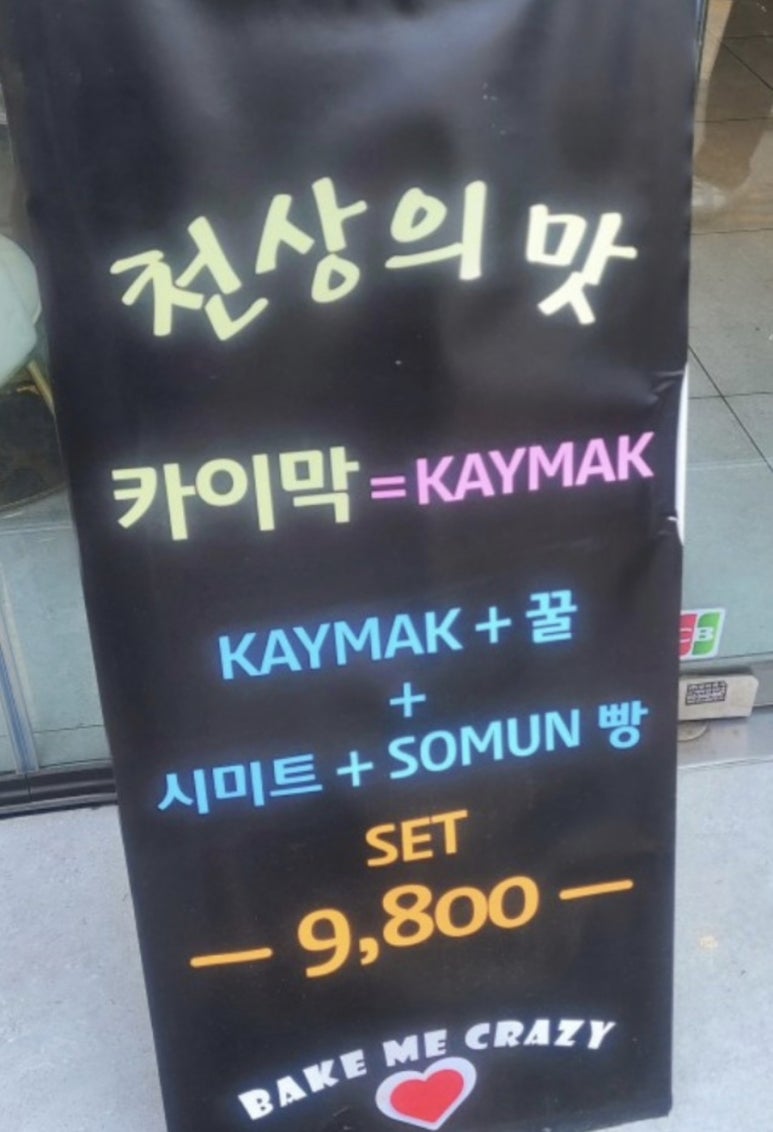 천상의 맛
카이막 = KAYMAK
KAYMAK + 꿀
+
시미트 + SOMUN 빵
SET
— 9,800 —
BAKE ME CRAZY
CB